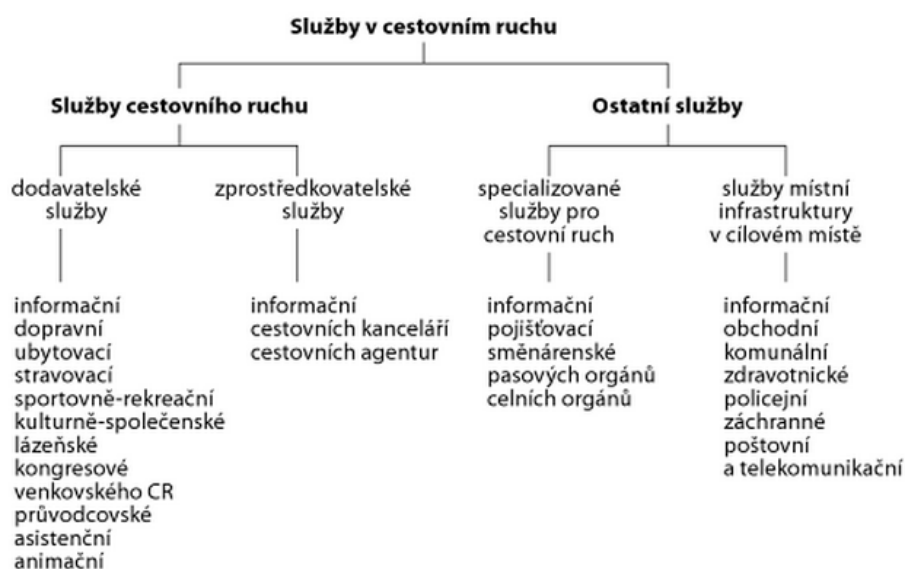 Služby v cestovním ruchu
Služby cestovního ruchu
Ostatní služby
dodavatelské
služby
zprostředkovatelské
služby
specializované
služby pro
cestovní ruch
služby místní
infrastruktury
v cílovém místě
informační
dopravní
ubytovací
stravovací
sportovně-rekreační
kulturně-společenské
lázeňské
kongresové
venkovského CR
průvodcovské
asistenční
animační
informační
cestovních kanceláří
cestovních agentur
informační
pojišťovací
směnárenské
pasových orgánů
celních orgánů
informační
obchodní
komunální
zdravotnické
policejní
záchranné
poštovní
a telekomunikační